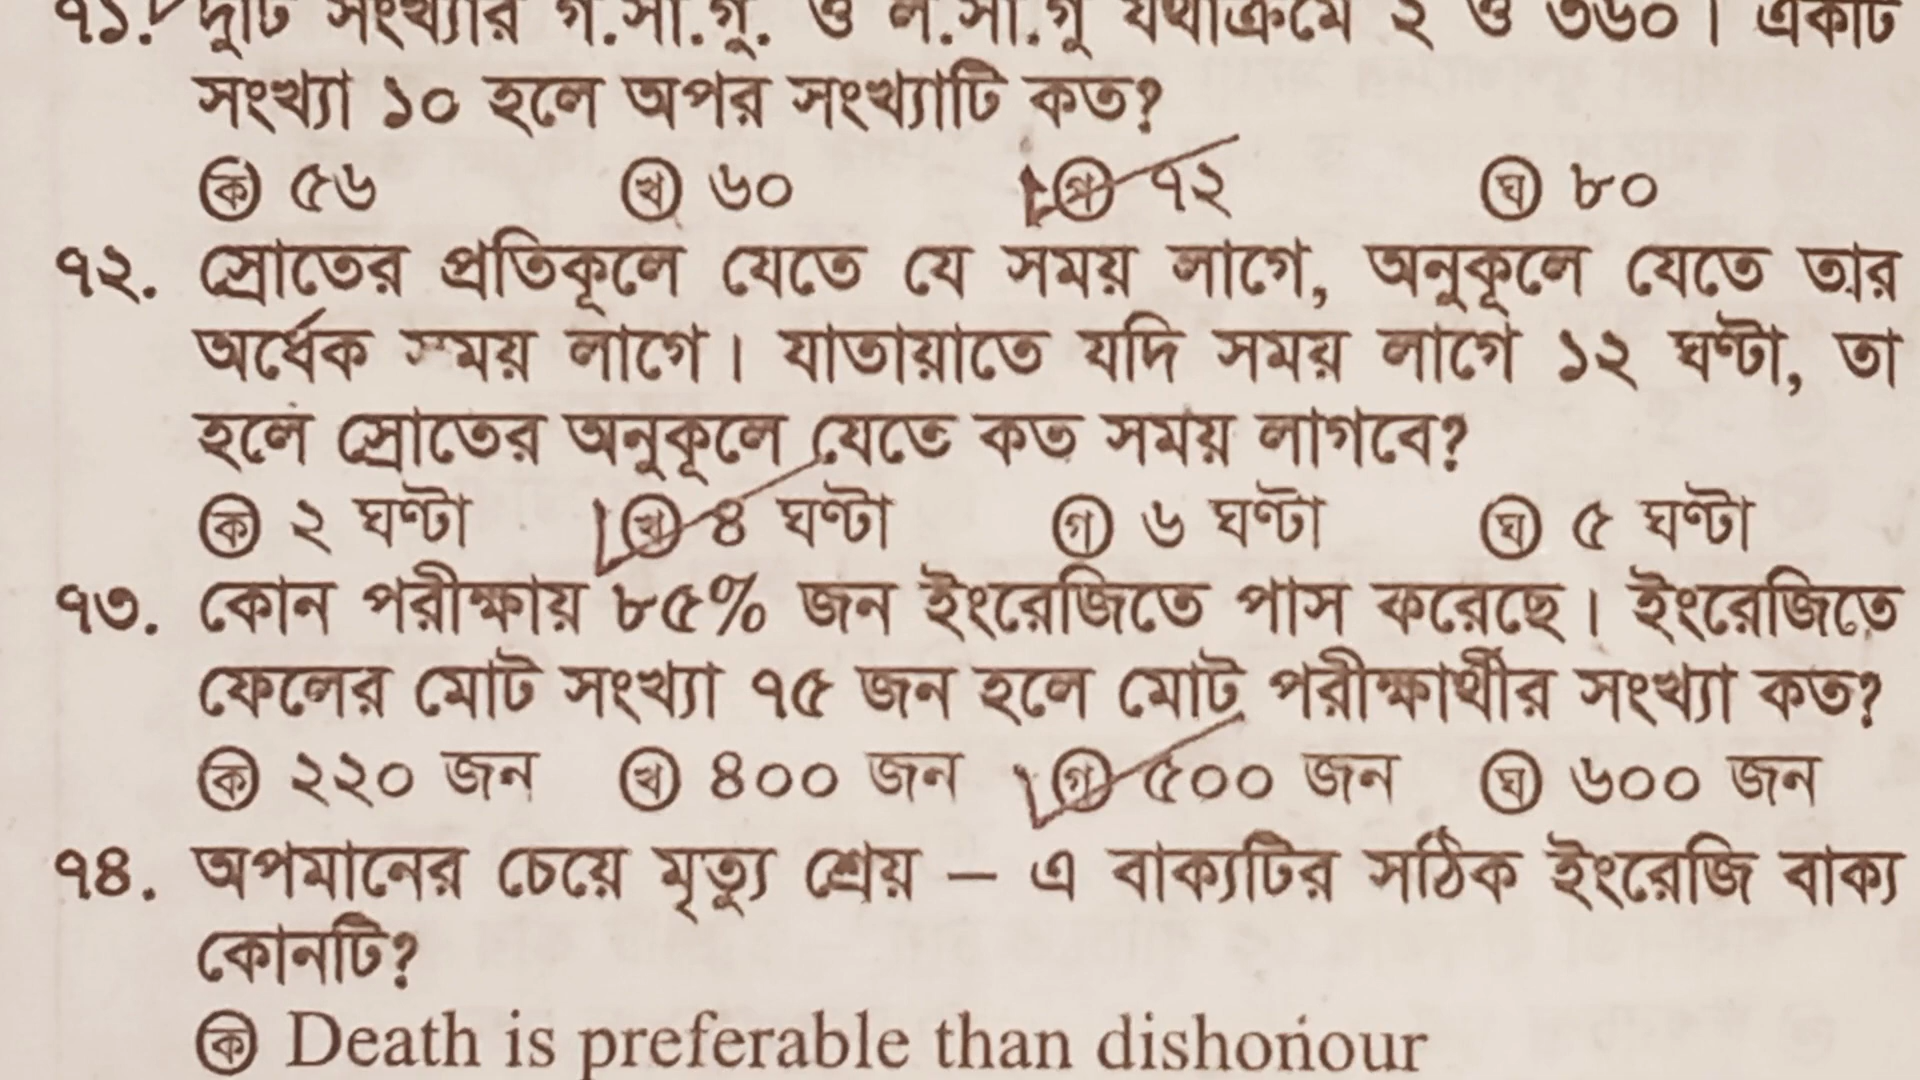 ৭১. দুটি সংখ্যার গ.সা.গু. ও ল.সা.গু যথাক্রমে ২ ও ৩৬০। একটি
সংখ্যা ১০ হলে অপর সংখ্যাটি কত?
ক ৫৬ খ ৬০ গ ৭২ ঘ ৮০
৭২. স্রোতের প্রতিকূলে যেতে যে সময় লাগে, অনুকূলে যেতে তার
অর্ধেক সময় লাগে। যাতায়াতে যদি সময় লাগে ১২ ঘণ্টা, তা
হলে স্রোতের অনুকূলে যেতে কত সময় লাগবে?
ক ২ ঘণ্টা খ ৪ ঘণ্টা গ ৬ ঘণ্টা ঘ ৫ ঘণ্টা
৭৩. কোন পরীক্ষায় ৮৫% জন ইংরেজিতে পাস করেছে। ইংরেজিতে
ফেলের মোট সংখ্যা ৭৫ জন হলে মোট পরীক্ষার্থীর সংখ্যা কত?
ক ২২০ জন খ ৪০০ জন গ ৫০০ জন ঘ ৬০০ জন
৭৪. অপমানের চেয়ে মৃত্যু শ্রেয় – এ বাক্যটির সঠিক ইংরেজি বাক্য
কোনটি?
ক Death is preferable than dishonour